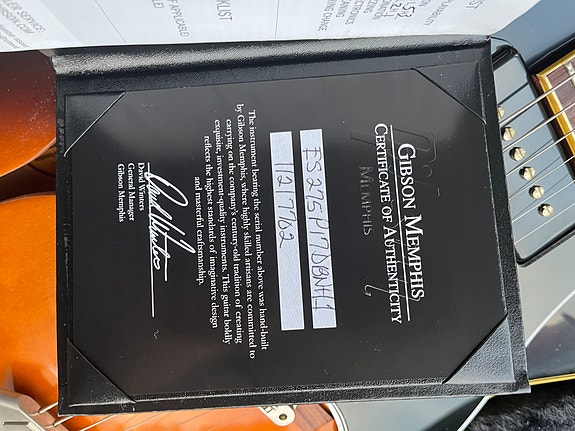 GIBSON MEMPHIS
CERTIFICATE OF AUTHENTICITY
MEMPHIS
ES275P17DBNH1
11217702
The instrument bearing the serial number above was hand-built
by Gibson Memphis, where highly skilled artisans are committed to
carrying on the company's century-old tradition of creating
exquisite, investment-quality instruments. This guitar boldly
reflects the highest standards of imaginative design
and masterful craftsmanship.
David Winters
General Manager
Gibson Memphis